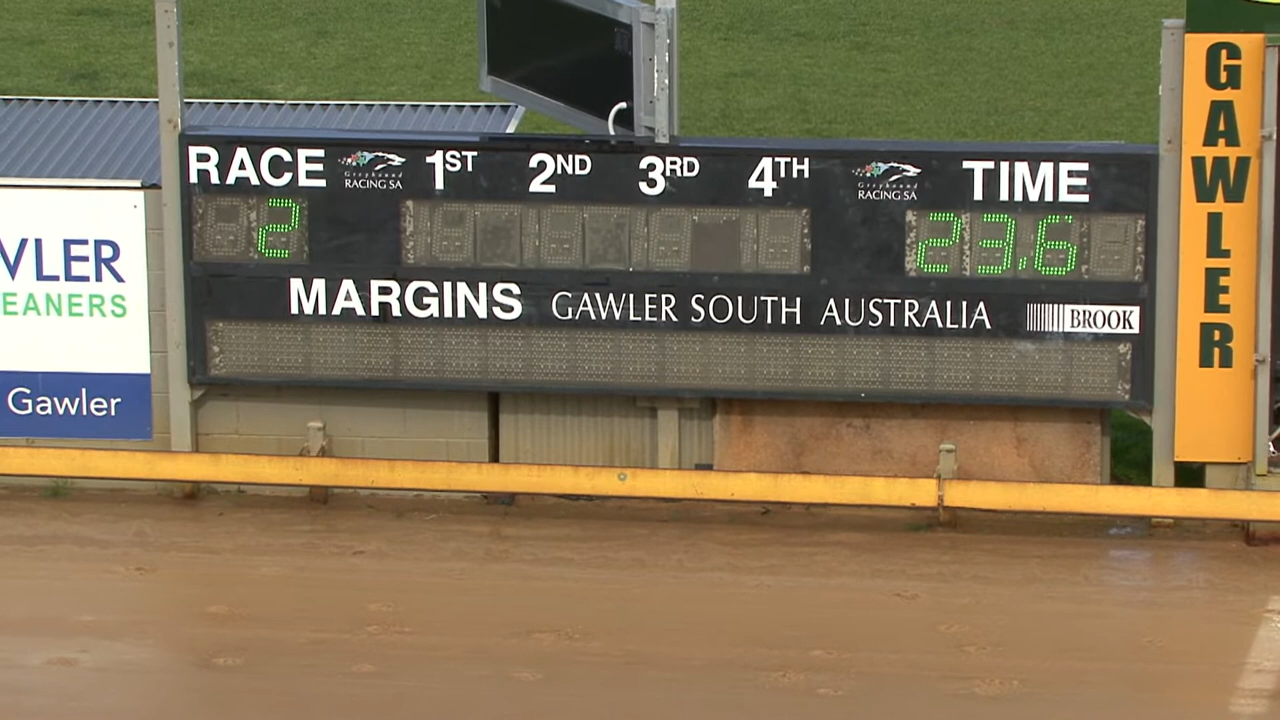 RACE
Greyhound
RACING SA
1ST 2ND 3RD 4TH
Greyhound
RACING SA
TIME
2
23.6
MARGINS GAWLER SOUTH AUSTRALIA BROOK
GAWLER
VLER
EANERS
Gawler